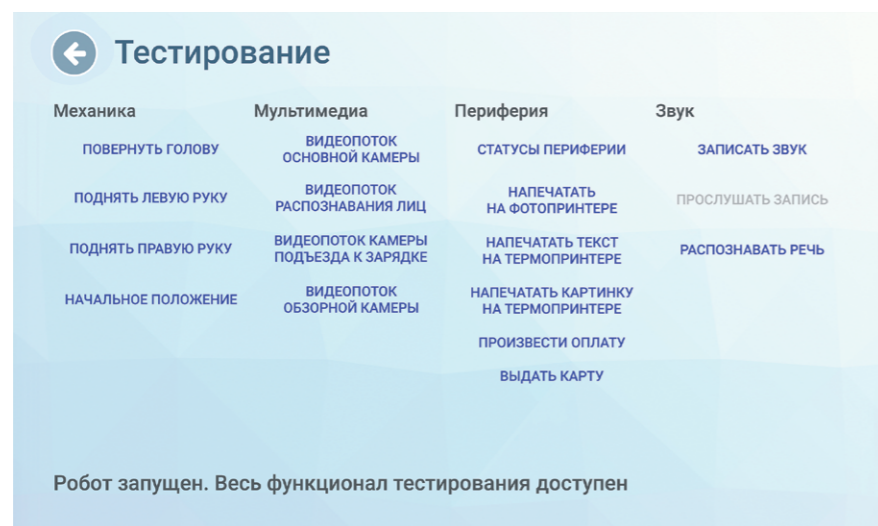 Тестирование
Механика
ПОВЕРНУТЬ ГОЛОВУ
ПОДНЯТЬ ЛЕВУЮ РУКУ
ПОДНЯТЬ ПРАВУЮ РУКУ
НАЧАЛЬНОЕ ПОЛОЖЕНИЕ
Мультимедиа
ВИДЕОПОТОК
ОСНОВНОЙ КАМЕРЫ
ВИДЕОПОТОК
РАСПОЗНАВАНИЯ ЛИЦ
ВИДЕОПОТОК КАМЕРЫ
ПОДЪЕЗДА К ЗАРЯДКЕ
ВИДЕОПОТОК
ОБЗОРНОЙ КАМЕРЫ
Периферия
СТАТУСЫ ПЕРИФЕРИИ
НАПЕЧАТАТЬ
НА ФОТОПРИНТЕРЕ
НАПЕЧАТАТЬ ТЕКСТ
НА ТЕРМОПРИНТЕРЕ
НАПЕЧАТАТЬ КАРТИНКУ
НА ТЕРМОПРИНТЕРЕ
ПРОИЗВЕСТИ ОПЛАТУ
ВЫДАТЬ КАРТУ
Звук
ЗАПИСАТЬ ЗВУК
ПРОСЛУШАТЬ ЗАПИСЬ
РАСПОЗНАВАТЬ РЕЧЬ
Робот запущен. Весь функционал тестирования доступен